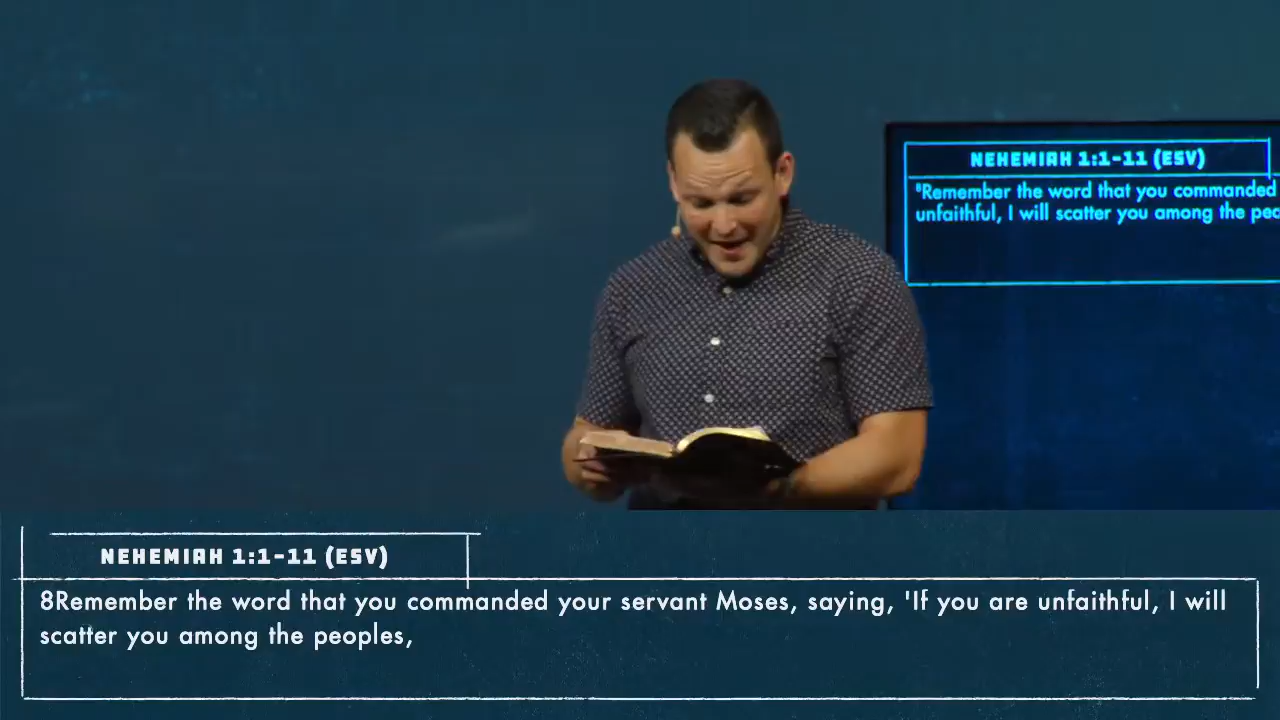 NEHEMIAH 1:1-11 (ESV)
⁸Remember the word that you commanded
unfaithful, I will scatter you among the
NEHEMIAH 1:1-11 (ESV)
8Remember the word that you commanded your servant Moses, saying, 'If you are unfaithful, I will
scatter you among the peoples,